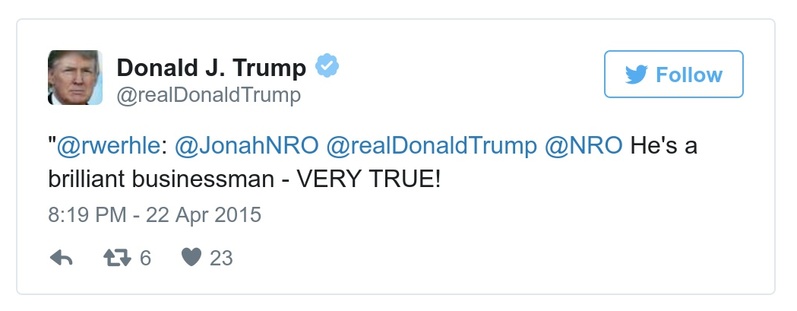 Donald J. Trump
@realDonaldTrump
Follow
"@rwerhle: @JonahNRO @realDonaldTrump @NRO He's a
brilliant businessman - VERY TRUE!
8:19 PM - 22 Apr 2015
6 23